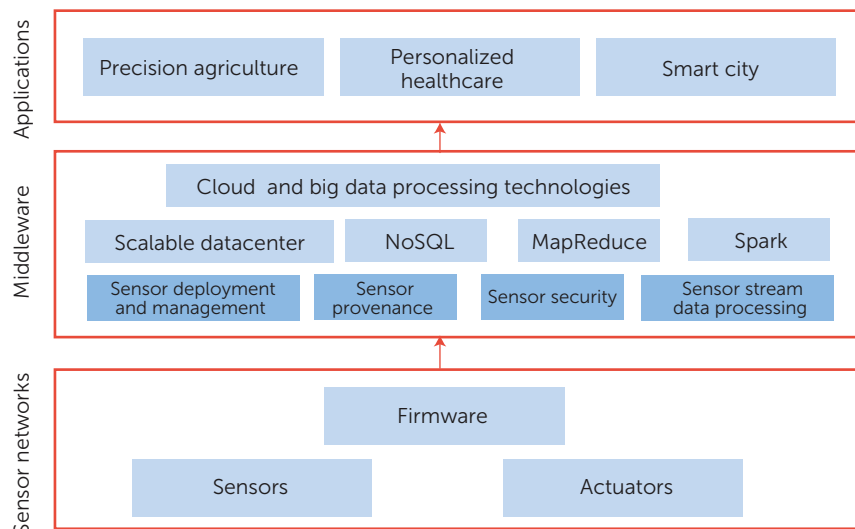 Applications
Precision agriculture
Personalized
healthcare
Smart city
Middleware
Cloud and big data processing technologies
Scalable datacenter
NoSQL
MapReduce
Spark
Sensor deployment
and management
Sensor
provenance
Sensor security
Sensor stream
data processing
Sensor networks
Firmware
Sensors
Actuators